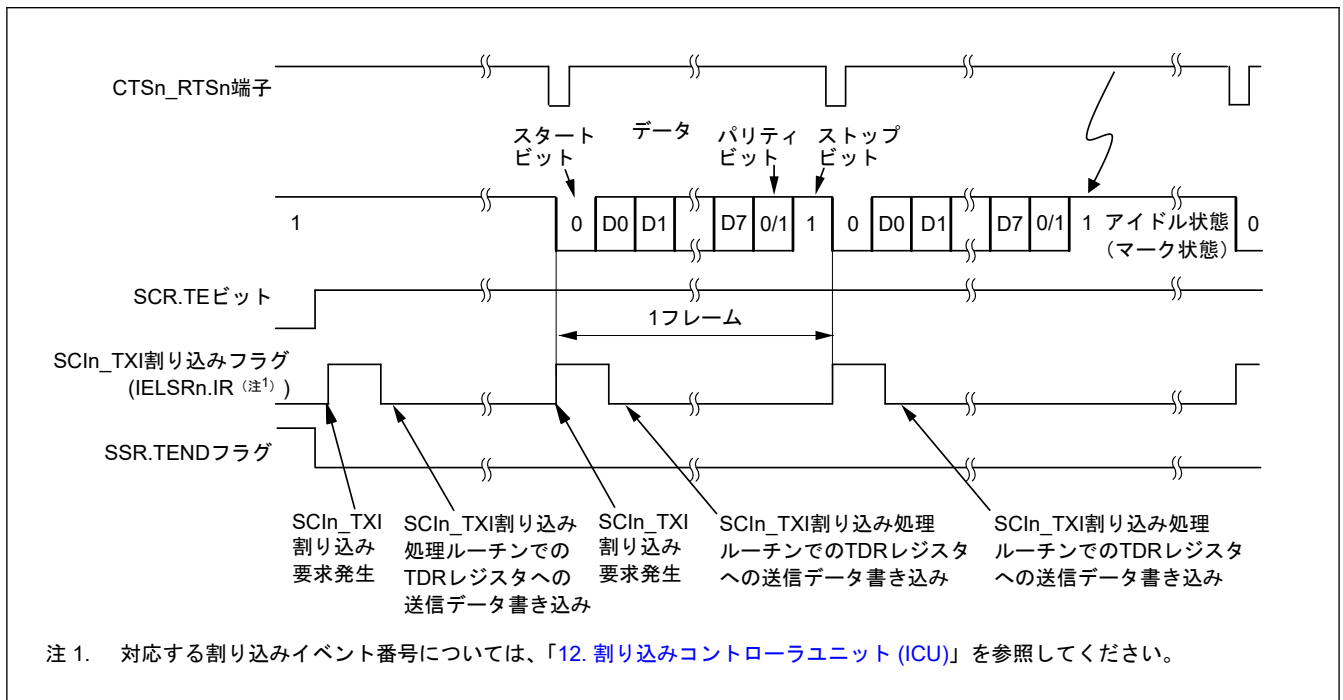 CTSn_RTSn端子
スタート
ビット
データ
パリティ
ビット
ストップ
ビット
1
0
D0
D1
D7
0/1
1
0
D0
D1
D7
0/1
1
アイドル状態
（マーク状態）
0
SCR.TEビット
1フレーム
SCIn_TXI割り込みフラグ
(IELSRn.IR（注1）)
SSR.TENDフラグ
SCIn_TXI
割り込み
要求発生
SCIn_TXI割り込み
処理ルーチンでの
TDRレジスタへの
送信データ書き込み
SCIn_TXI
割り込み
要求発生
SCIn_TXI割り込み処理
ルーチンでのTDRレジスタ
への送信データ書き込み
SCIn_TXI割り込み処理
ルーチンでのTDRレジスタ
への送信データ書き込み
注 1. 対応する割り込みイベント番号については、「12. 割り込みコントローラユニット (ICU)」を参照してください。